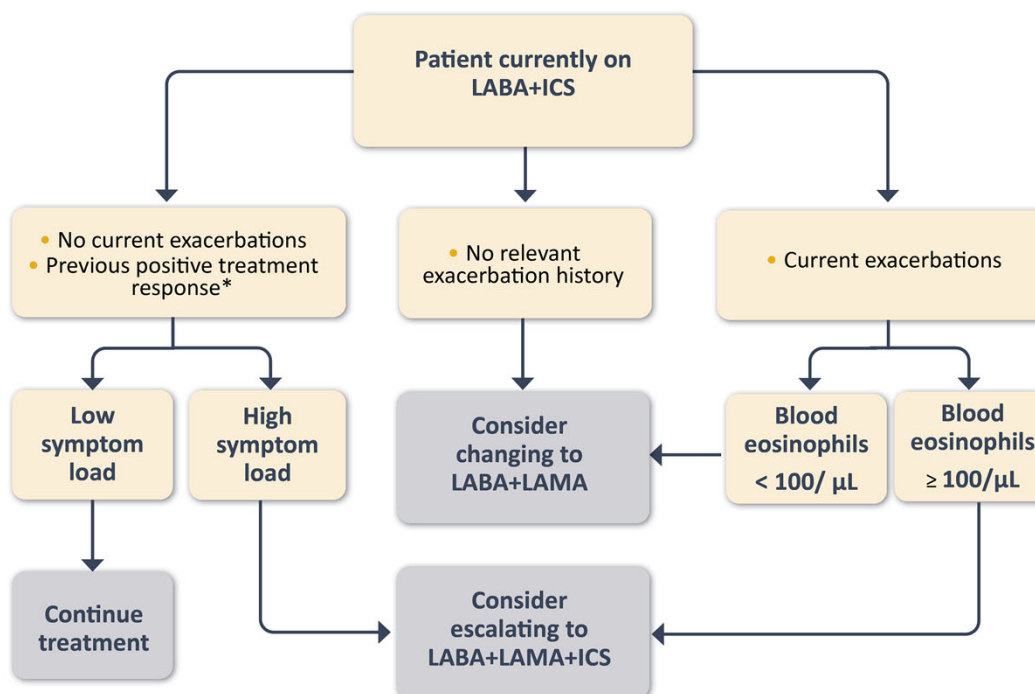 Patient currently on
LABA+ICS
• No current exacerbations
• Previous positive treatment
response*
• No relevant
exacerbation history
• Current exacerbations
Low
symptom
load
High
symptom
load
Consider
changing to
LABA+LAMA
Blood
eosinophils
< 100/ µL
Blood
eosinophils
≥ 100/µL
Continue
treatment
Consider
escalating to
LABA+LAMA+ICS